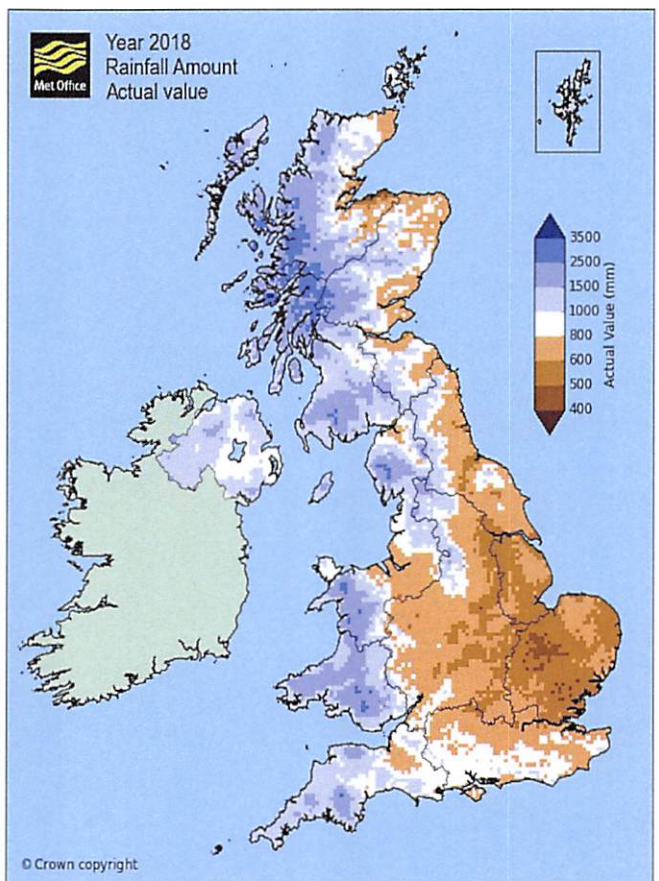 Met Office
Year 2018
Rainfall Amount
Actual value
3500
2500
1500
1000
800
600
500
400
Actual Value (mm)
© Crown copyright